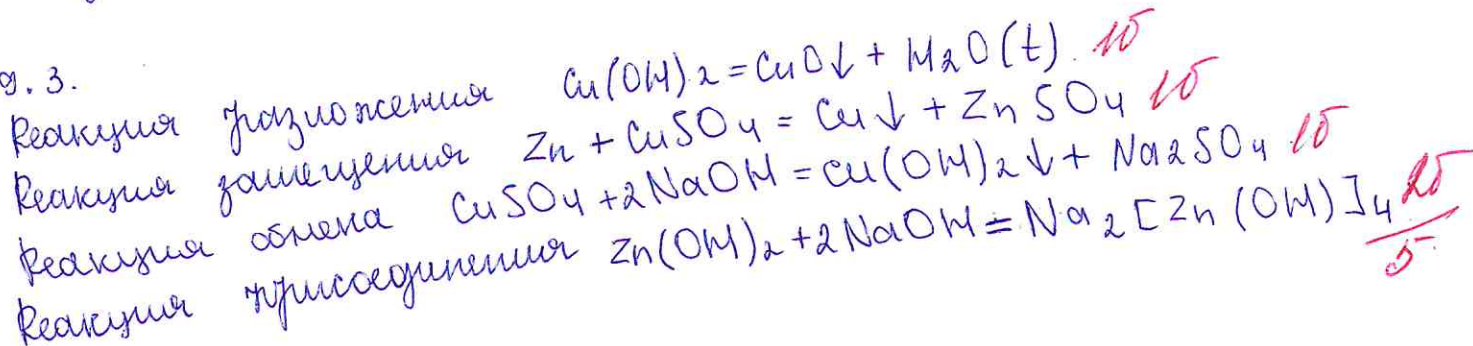 9.3.
Реакция разложения Cu(OH)2 = CuO↓ + H2O(t) 1б
Реакция замещения Zn + CuSO4 = Cu↓ + ZnSO4 1б
Реакция обмена CuSO4 + 2NaOH = Cu(OH)2↓ + Na2SO4 1б
Реакция присоединения Zn(OH)2 + 2NaOH = Na2[Zn(OH)]4 2б
5